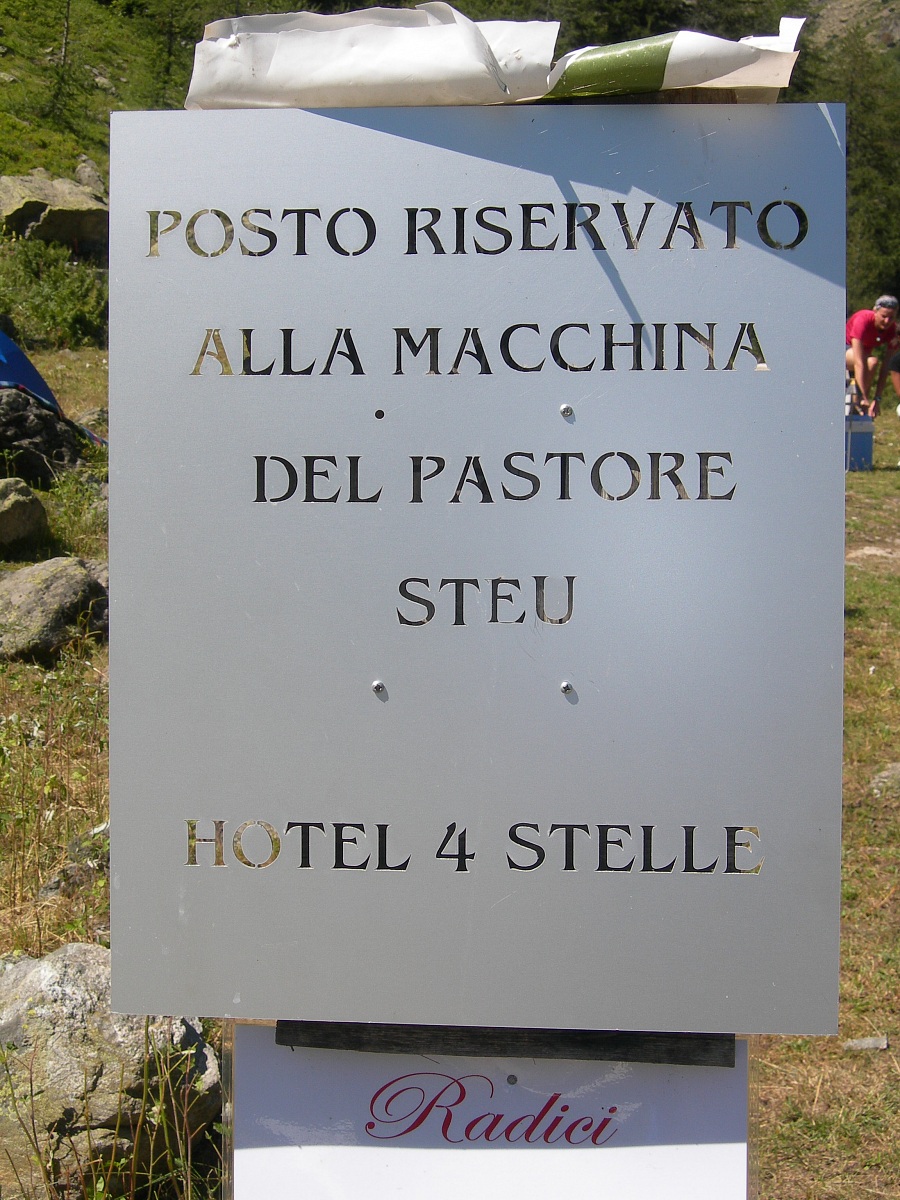 POSTO RISERVATO
ALLA MACCHINA
DEL PASTORE
STEU
HOTEL 4 STELLE
Radici